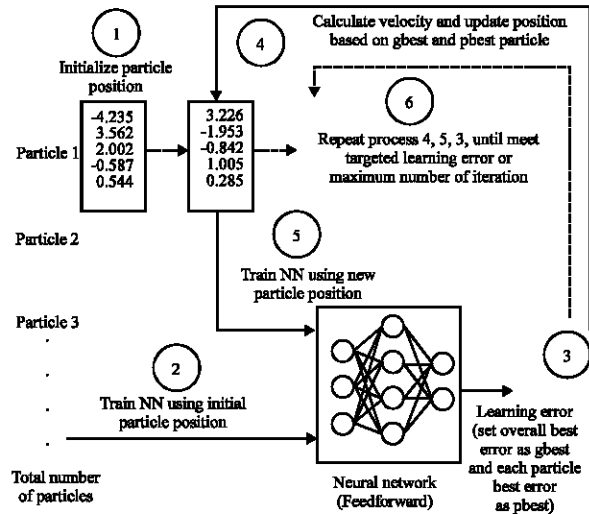 1
Initialize particle
position
4
Calculate velocity and update position
based on gbest and pbest particle
6
Repeat process 4, 5, 3, until meet
targeted learning error or
maximum number of iteration
Particle 1
-4.235
3.562
2.002
-0.587
0.544
3.226
-1.953
-0.842
1.005
0.285
Particle 2
5
Train NN using new
particle position
Particle 3
2
Train NN using initial
particle position
3
Learning error
(set overall best
error as gbest
and each particle
best error
as pbest)
Total number
of particles
Neural network
(Feedforward)